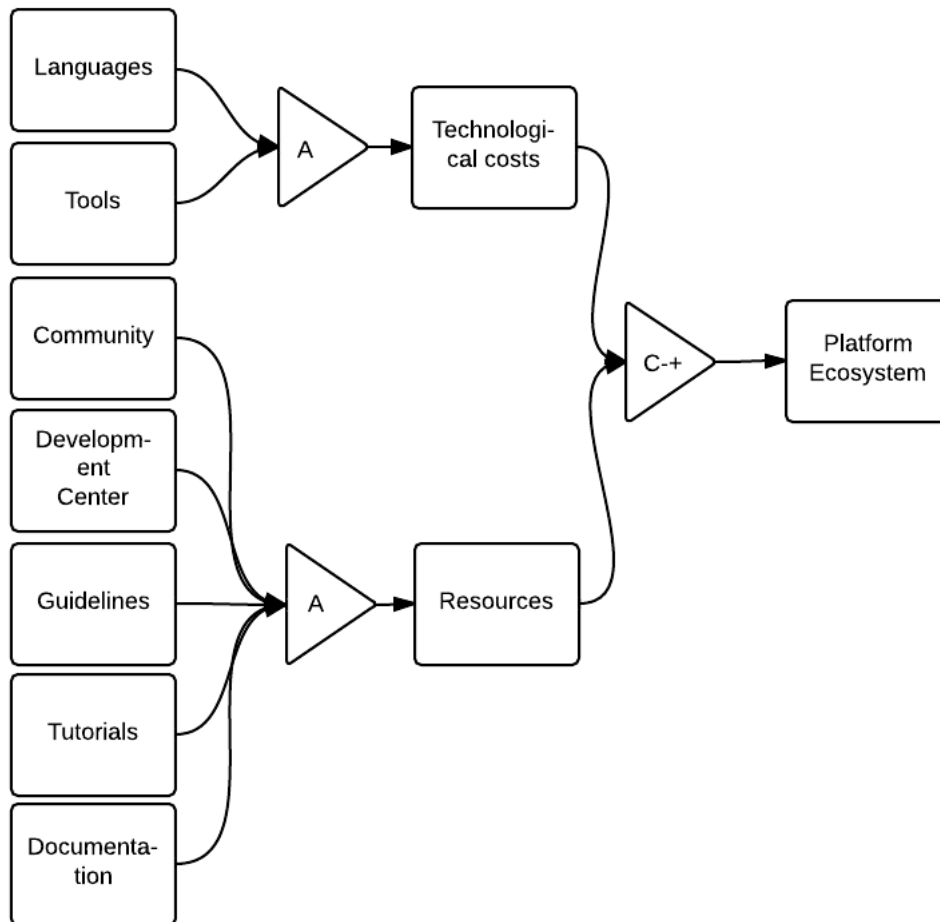 Languages
Tools
A
Technologi-
cal costs
Community
Developm-
ent
Center
Guidelines
Tutorials
Documenta-
tion
A
Resources
C-+
Platform
Ecosystem